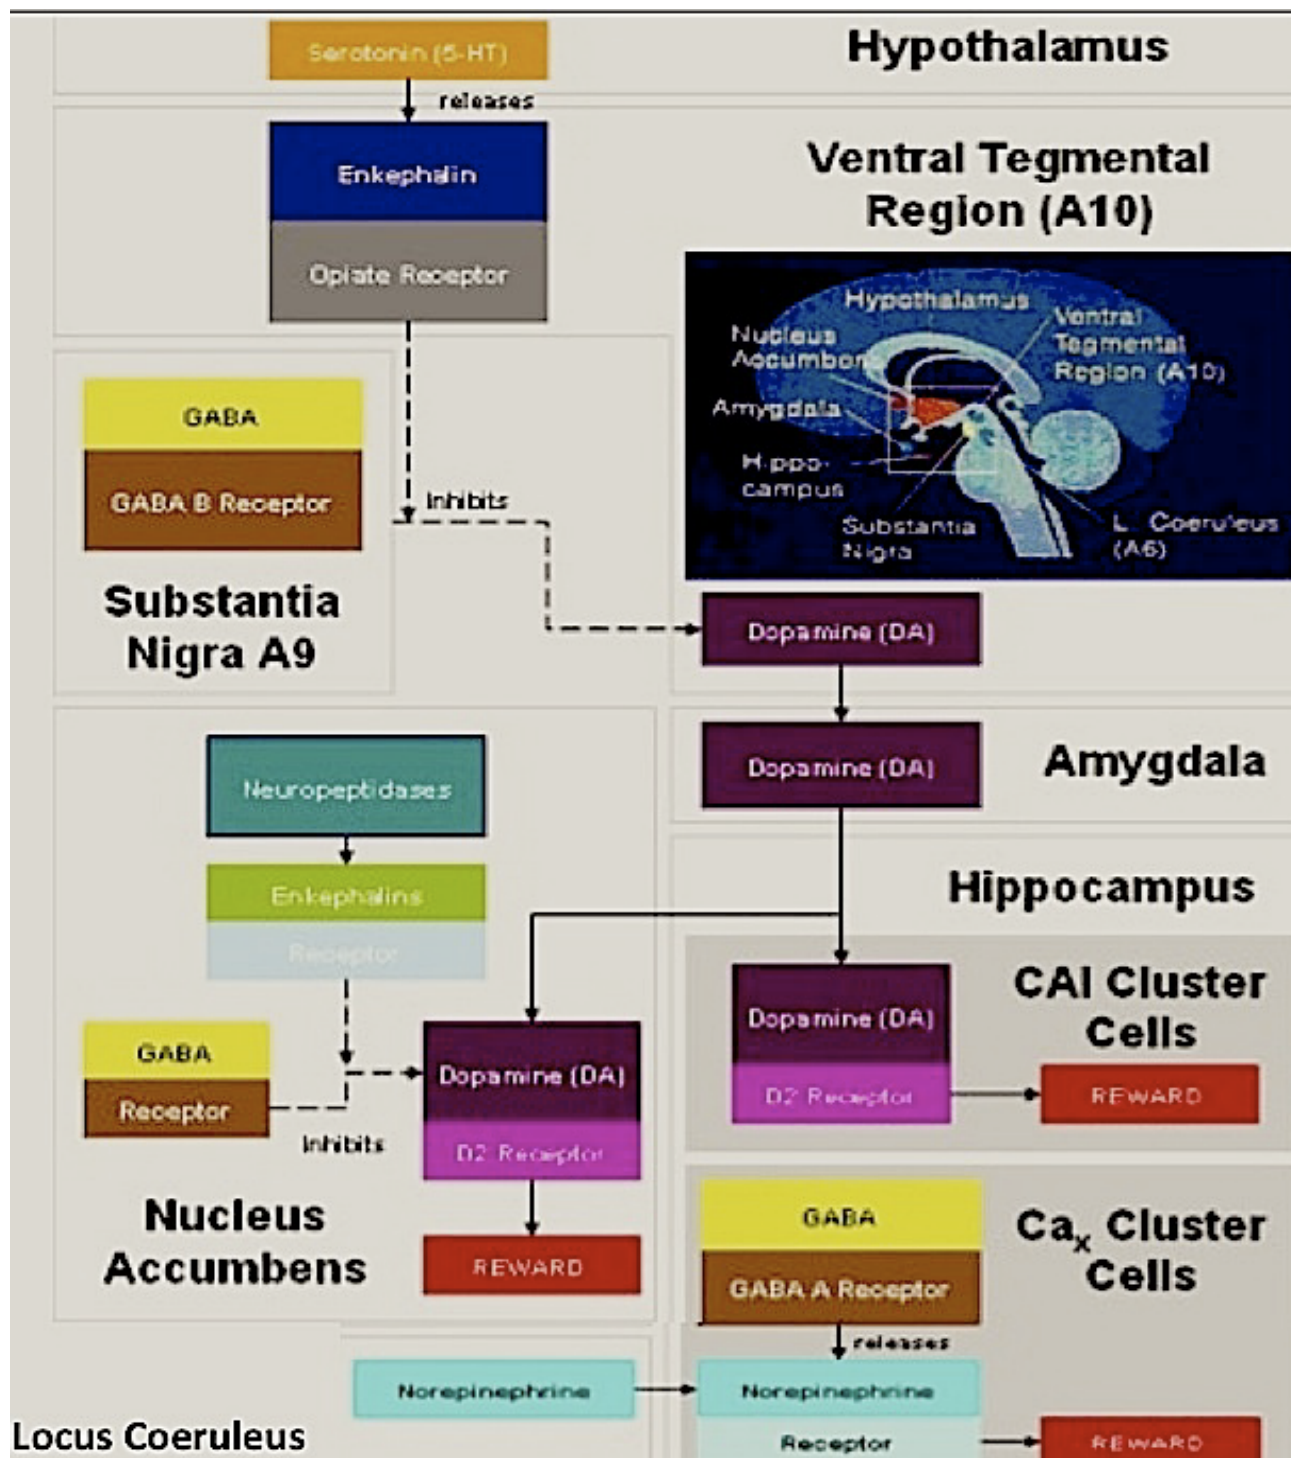 Serotonin (5-HT)
Hypothalamus
releases
Enkephalin
Opiate Receptor
Ventral Tegmental
Region (A10)
Hypothalamus
Nucleus
Accumbens
Ventral
Tegmental
Region (A10)
Amygdala
Hippo-
campus
Substantia
Nigra
L. Coeruleus
(A6)
GABA
GABA B Receptor
Inhibits
Substantia
Nigra A9
Dopamine (DA)
Dopamine (DA)
Amygdala
Neuropeptidases
Enkephalins
Receptor
Hippocampus
GABA
Receptor
Inhibits
Dopamine (DA)
D2 Receptor
REWARD
Nucleus
Accumbens
Dopamine (DA)
D2 Receptor
REWARD
CAI Cluster
Cells
GABA
GABA A Receptor
Cax Cluster
Cells
releases
Norepinephrine
Norepinephrine
Receptor
REWARD
Locus Coeruleus